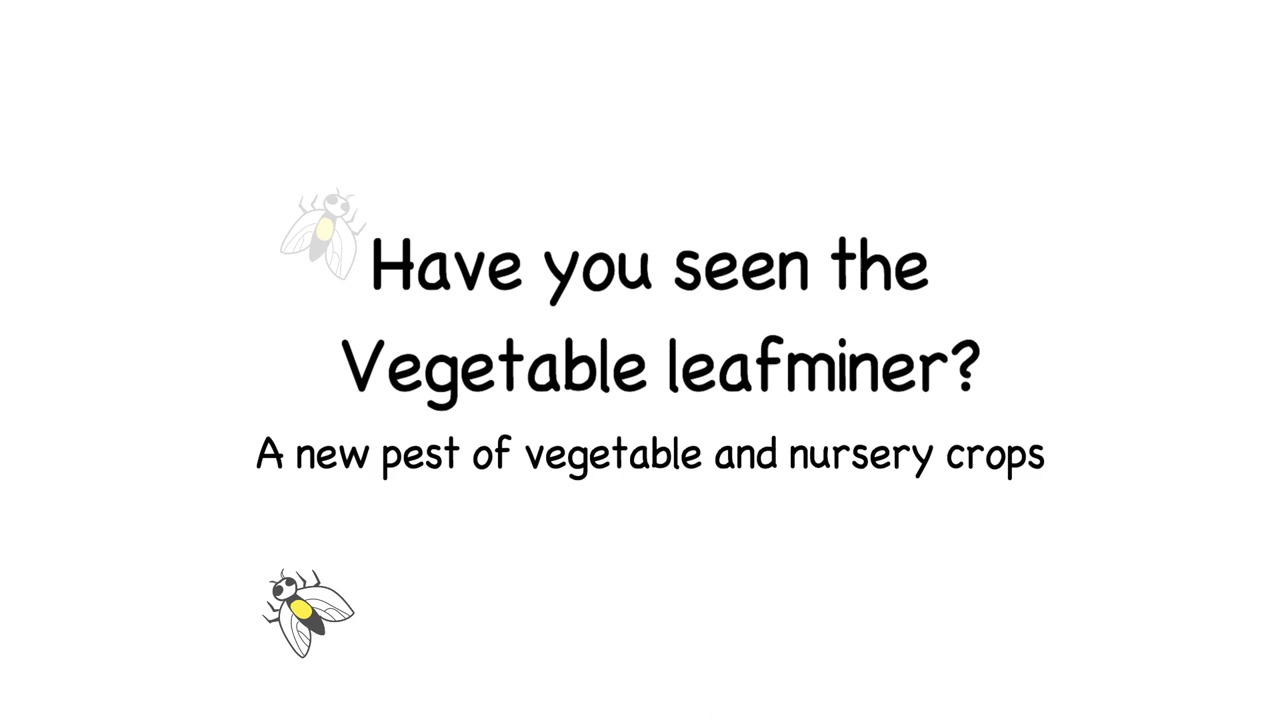 Have you seen the
Vegetable leafminer?
A new pest of vegetable and nursery crops